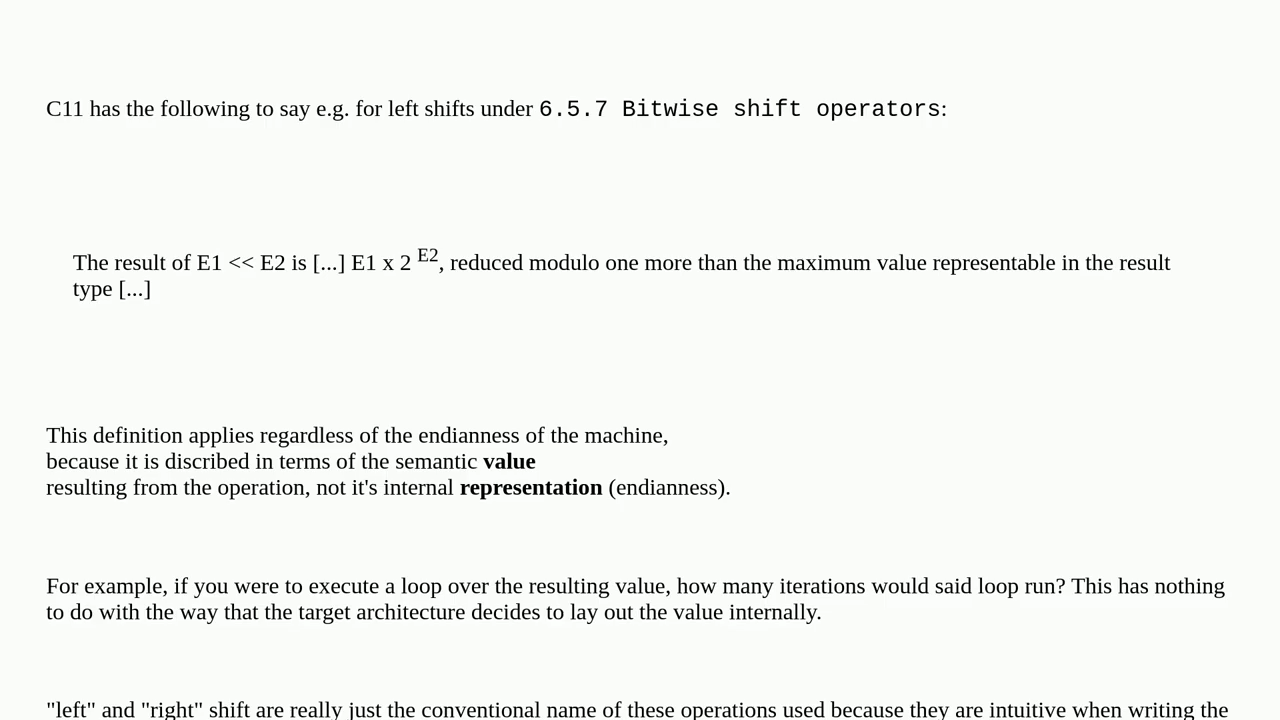 C11 has the following to say e.g. for left shifts under 6.5.7 Bitwise shift operators:
The result of E1 << E2 is [...] E1 x 2 E2, reduced modulo one more than the maximum value representable in the result
type [...]
This definition applies regardless of the endianness of the machine,
because it is discribed in terms of the semantic value
resulting from the operation, not it's internal representation (endianness).
For example, if you were to execute a loop over the resulting value, how many iterations would said loop run? This has nothing
to do with the way that the target architecture decides to lay out the value internally.
"left" and "right" shift are really just the conventional name of these operations used because they are intuitive when writing the